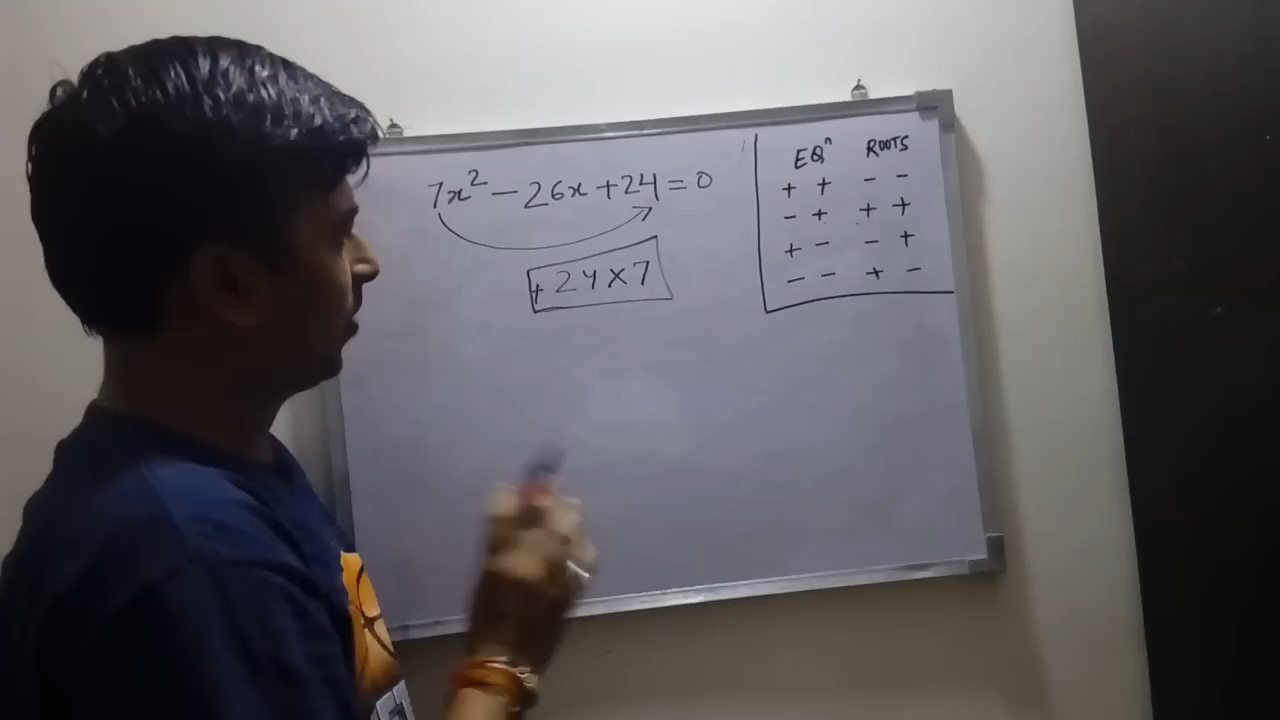 7x² - 26x + 24 = 0
+ 24 x 7
EQⁿ ROOTS
+ + - -
- + + +
+ - - +
- - + -